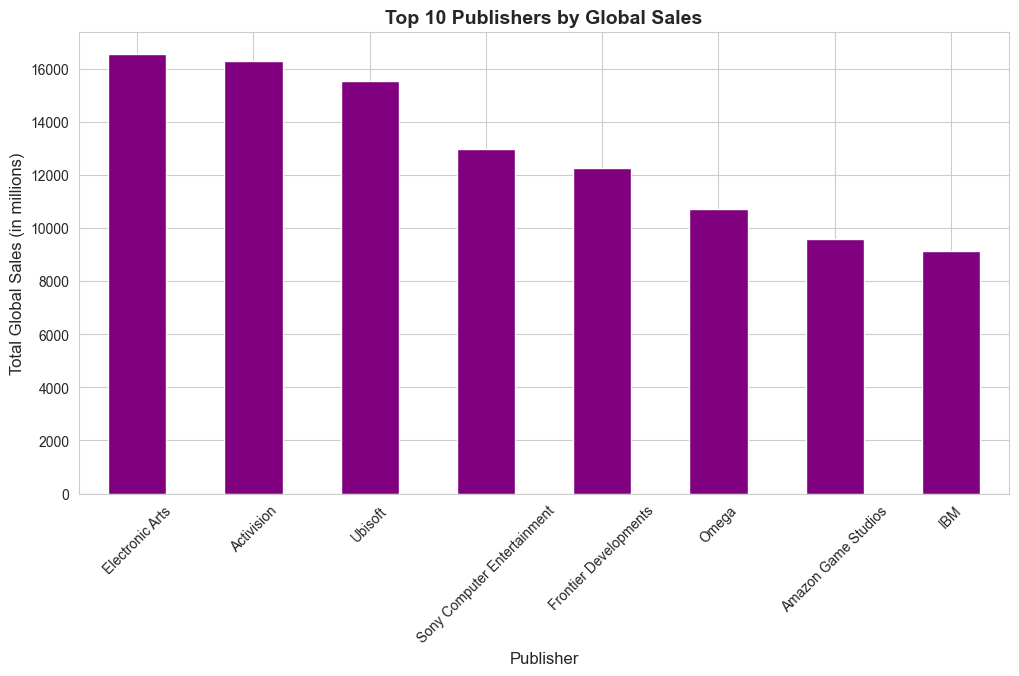 Top 10 Publishers by Global Sales
Total Global Sales (in millions)
16000
14000
12000
10000
8000
6000
4000
2000
0
Electronic Arts
Activision
Ubisoft
Sony Computer Entertainment
Frontier Developments
Omega
Amazon Game Studios
IBM
Publisher